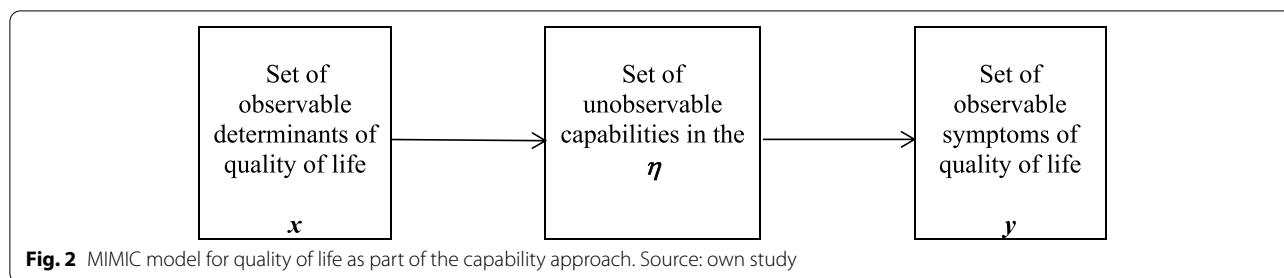 Set of
observable
determinants of
quality of life
x
Set of
unobservable
capabilities in the
η
Set of
observable
symptoms of
quality of life
y
Fig. 2 MIMIC model for quality of life as part of the capability approach. Source: own study